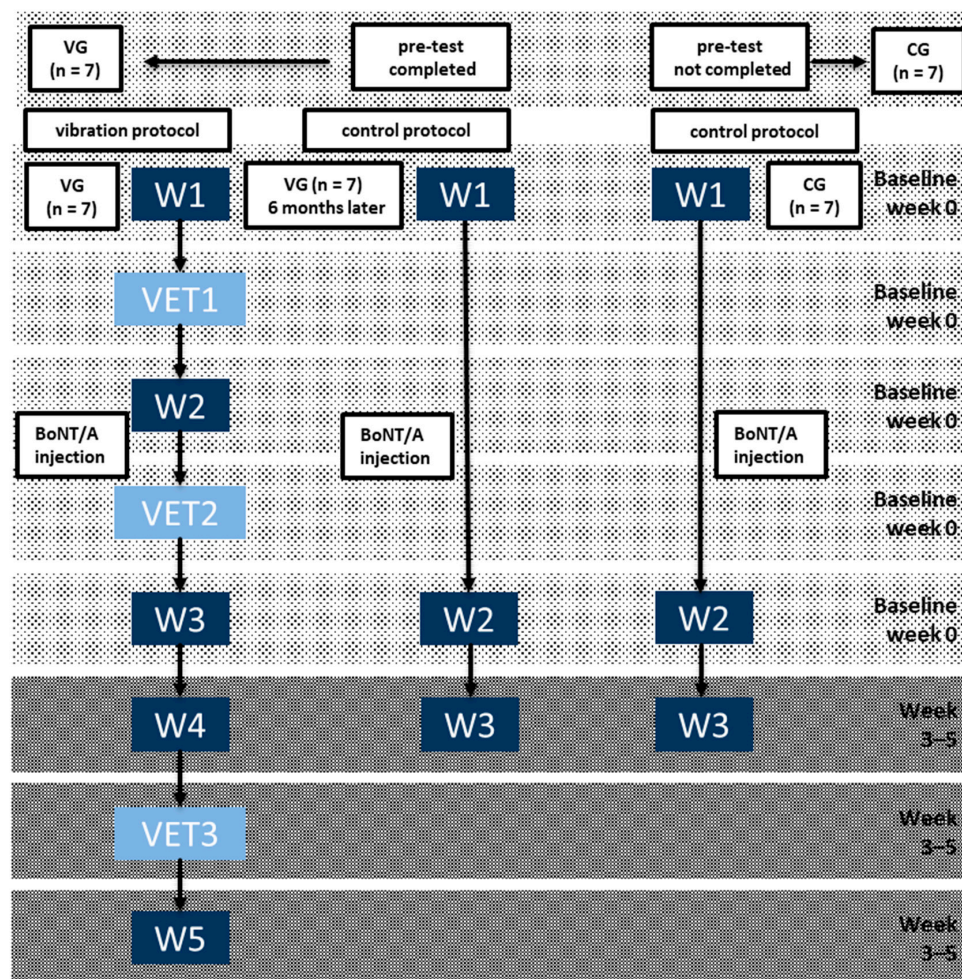 VG
(n = 7)
pre-test
completed
pre-test
not completed
CG
(n = 7)
vibration protocol
control protocol
control protocol
VG
(n = 7)
W1
VG (n = 7)
6 months later
W1
W1
CG
(n = 7)
Baseline
week 0
VET1
Baseline
week 0
W2
Baseline
week 0
BoNT/A
injection
BoNT/A
injection
BoNT/A
injection
VET2
Baseline
week 0
W3
W2
W2
Baseline
week 0
W4
W3
W3
Week
3–5
VET3
Week
3–5
W5
Week
3–5